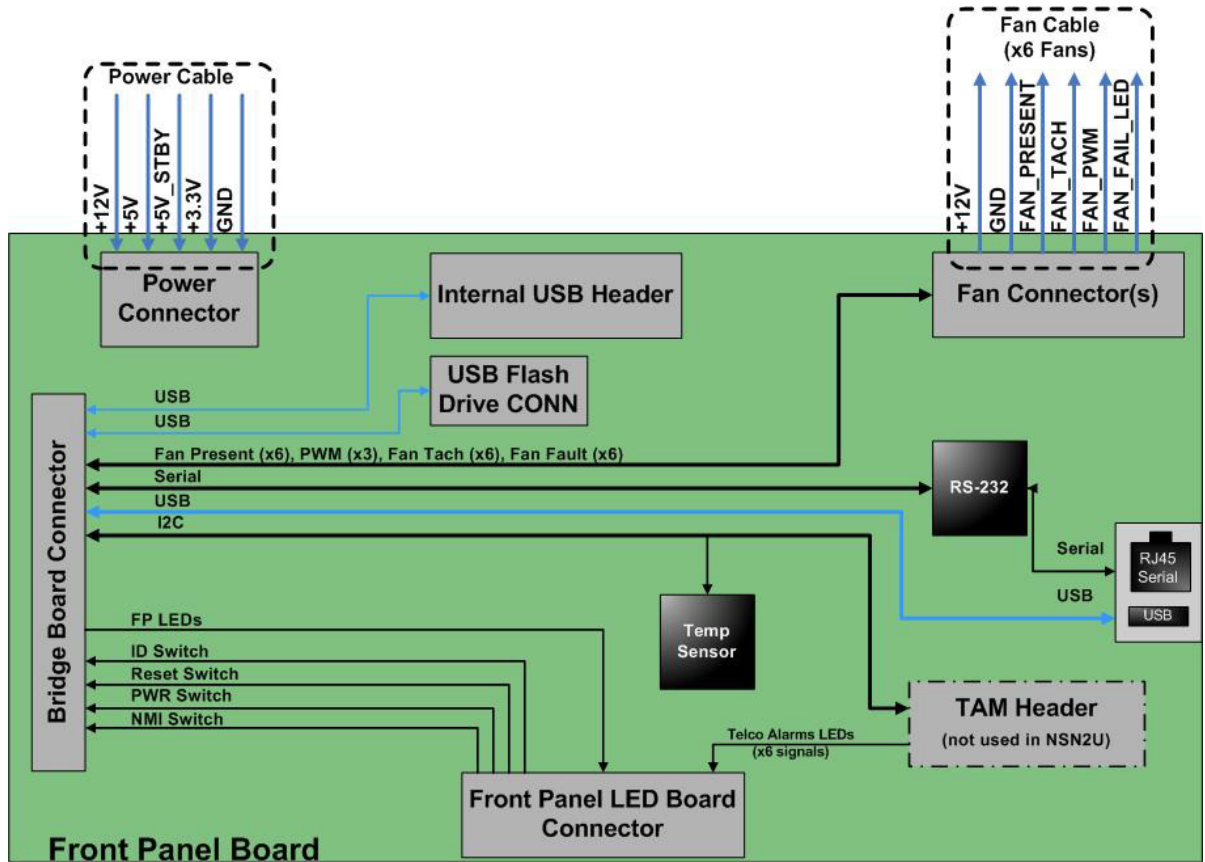 Power Cable
+12V
+5V
+5V_STBY
+3.3V
GND
Fan Cable
(x6 Fans)
+12V
GND
FAN_PRESENT
FAN_TACH
FAN_PWM
FAN_FAIL_LED
Power
Connector
Internal USB Header
Fan Connector(s)
USB Flash
Drive CONN
Bridge Board Connector
USB
USB
Fan Present (x6), PWM (x3), Fan Tach (x6), Fan Fault (x6)
Serial
USB
I2C
RS-232
Serial
USB
RJ45
Serial
USB
Temp
Sensor
FP LEDs
ID Switch
Reset Switch
PWR Switch
NMI Switch
TAM Header
(not used in NSN2U)
Telco Alarms LEDs
(x6 signals)
Front Panel LED Board
Connector
Front Panel Board